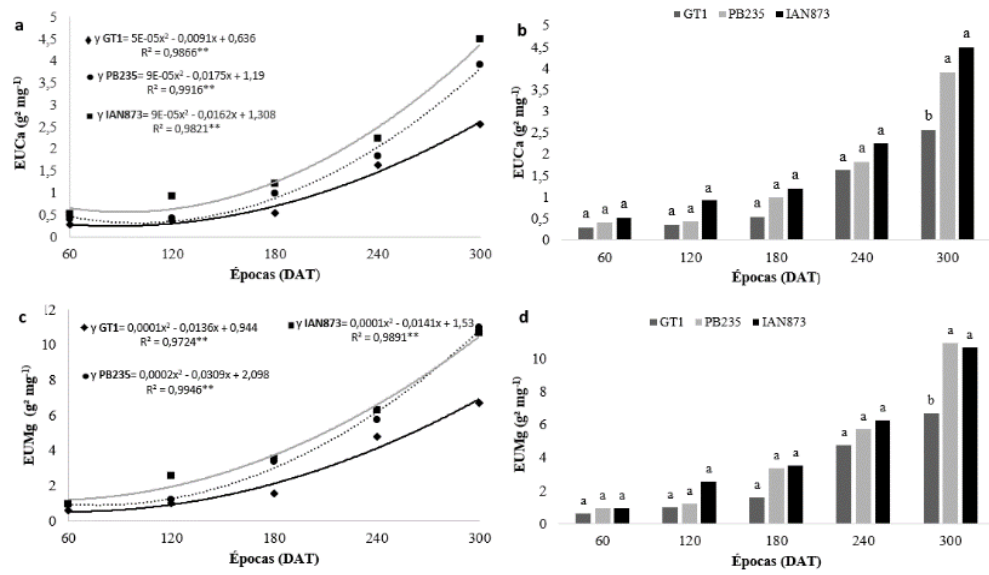 a
5
4,5
4
3,5
3
2,5
2
1,5
1
0,5
0
EUCa (g² mg⁻¹)
y GT1= 5E-05x² - 0,0091x + 0,636
R² = 0,9866**
y PB235= 9E-05x² - 0,0175x + 1,19
R² = 0,9916**
y IAN873= 9E-05x² - 0,0162x + 1,308
R² = 0,9821**
60 120 180 240 300
Épocas (DAT)
b
GT1 PB235 IAN873
5
4,5
4
3,5
3
2,5
2
1,5
1
0,5
0
EUCa (g² mg⁻¹)
a a a a a a a a a a a a b a a
60 120 180 240 300
Épocas (DAT)
c
12
10
8
6
4
2
0
EUMg (g² mg⁻¹)
y GT1= 0,0001x² - 0,0136x + 0,944
R² = 0,9724**
y IAN873= 0,0001x² - 0,0141x + 1,53
R² = 0,9891**
y PB235= 0,0002x² - 0,0309x + 2,098
R² = 0,9946**
60 120 180 240 300
Épocas (DAT)
d
GT1 PB235 IAN873
10
8
6
4
2
0
EUMg (g² mg⁻¹)
a a a a a a a a a a a a b a a
60 120 180 240 300
Épocas (DAT)